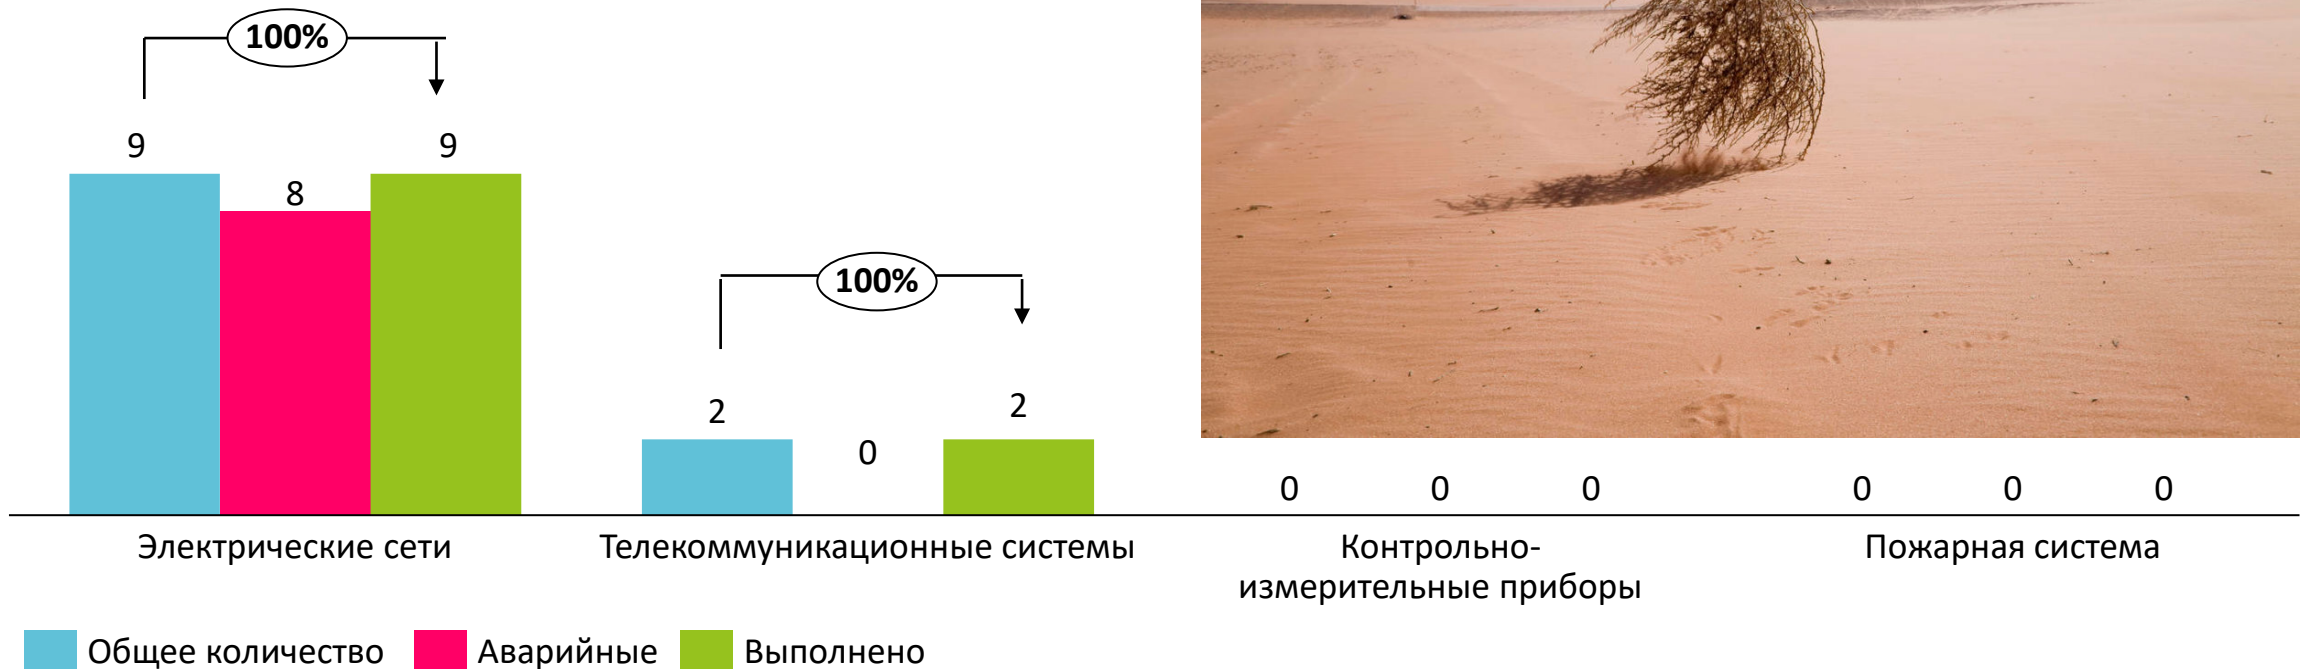 100%
9
8
9
100%
2
0
2
0 0 0
0 0 0
Электрические сети
Телекоммуникационные системы
Контрольно-
измерительные приборы
Пожарная система
Общее количество
Аварийные
Выполнено